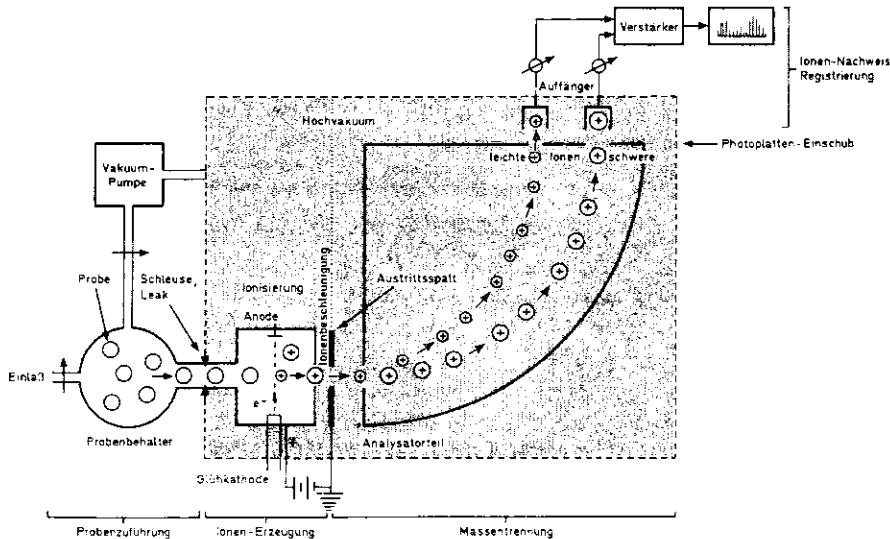 Verstärker
Ionen-Nachweis
Registrierung
Auffänger
Hochvakuum
Photoplatten-Einschub
leichte Ionen schwere
Vakuum-
Pumpe
Probe
Schleuse,
Leak
Ionisierung
Anode
Ionenbeschleunigung
Austrittsspalt
Einlaß
e⁻
Probenbehälter
Analysatorteil
Glühkathode
Probenzuführung
Ionen-Erzeugung
Massentrennung